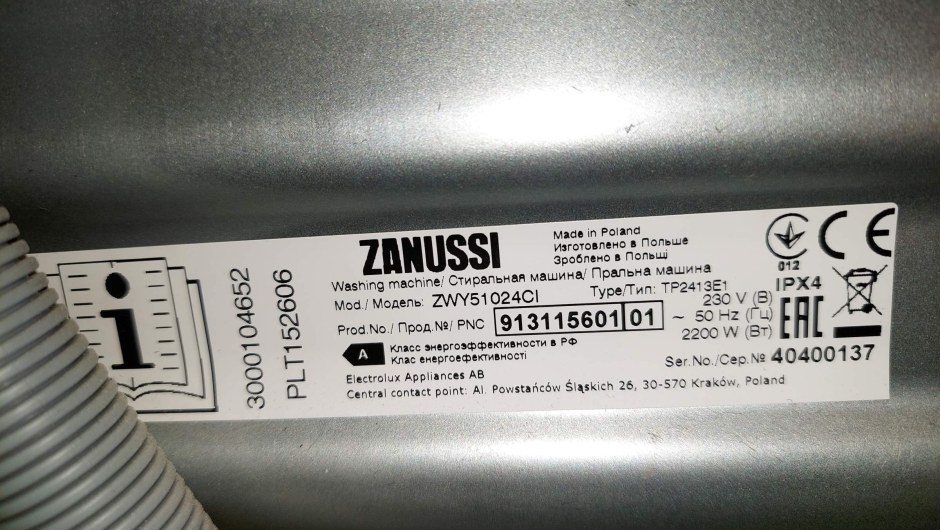 ZANUSSI
Made in Poland
Изготовлено в Польше
Зроблено в Польщі
Washing machine/ Стиральная машина/ Пральна машина
Mod./ Модель: ZWY51024CI Type/Тип: TP2413E1
Prod.No./ Прод.№/ PNC 913115601 01
230 V (В)
~ 50 Hz (Гц)
2200 W (Вт)
A
Класс энергоэффективности в РФ
Клас енергоефективності
Electrolux Appliances AB
Central contact point: Al. Powstańców Śląskich 26, 30-570 Kraków, Poland
Ser.No./Сер.№ 40400137
012
CE
IPX4
EAC
3000104652
PLT152606
i